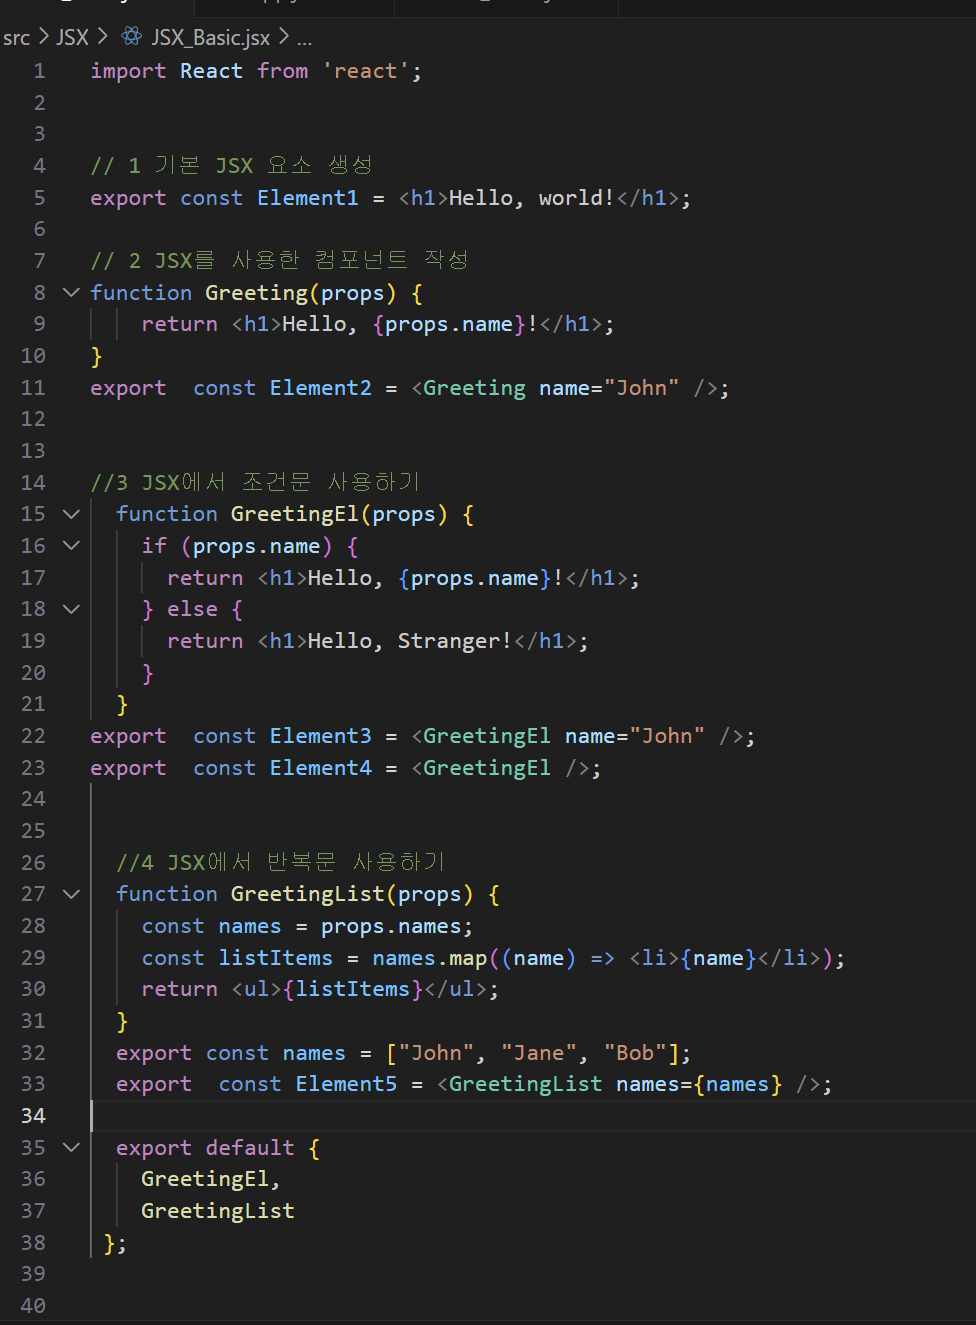 src > JSX > JSX_Basic.jsx > ...
1 import React from 'react';
2
3
4 // 1 기본 JSX 요소 생성
5 export const Element1 = <h1>Hello, world!</h1>;
6
7 // 2 JSX를 사용한 컴포넌트 작성
8 function Greeting(props) {
9 return <h1>Hello, {props.name}!</h1>;
10 }
11 export  const Element2 = <Greeting name="John" />;
12
13
14 //3 JSX에서 조건문 사용하기
15 function GreetingEl(props) {
16 if (props.name) {
17 return <h1>Hello, {props.name}!</h1>;
18 } else {
19 return <h1>Hello, Stranger!</h1>;
20 }
21 }
22 export  const Element3 = <GreetingEl name="John" />;
23 export  const Element4 = <GreetingEl />;
24
25
26 //4 JSX에서 반복문 사용하기
27 function GreetingList(props) {
28 const names = props.names;
29 const listItems = names.map((name) => <li>{name}</li>);
30 return <ul>{listItems}</ul>;
31 }
32 export const names = ["John", "Jane", "Bob"];
33 export  const Element5 = <GreetingList names={names} />;
34
35 export default {
36 GreetingEl,
37 GreetingList
38 };
39
40